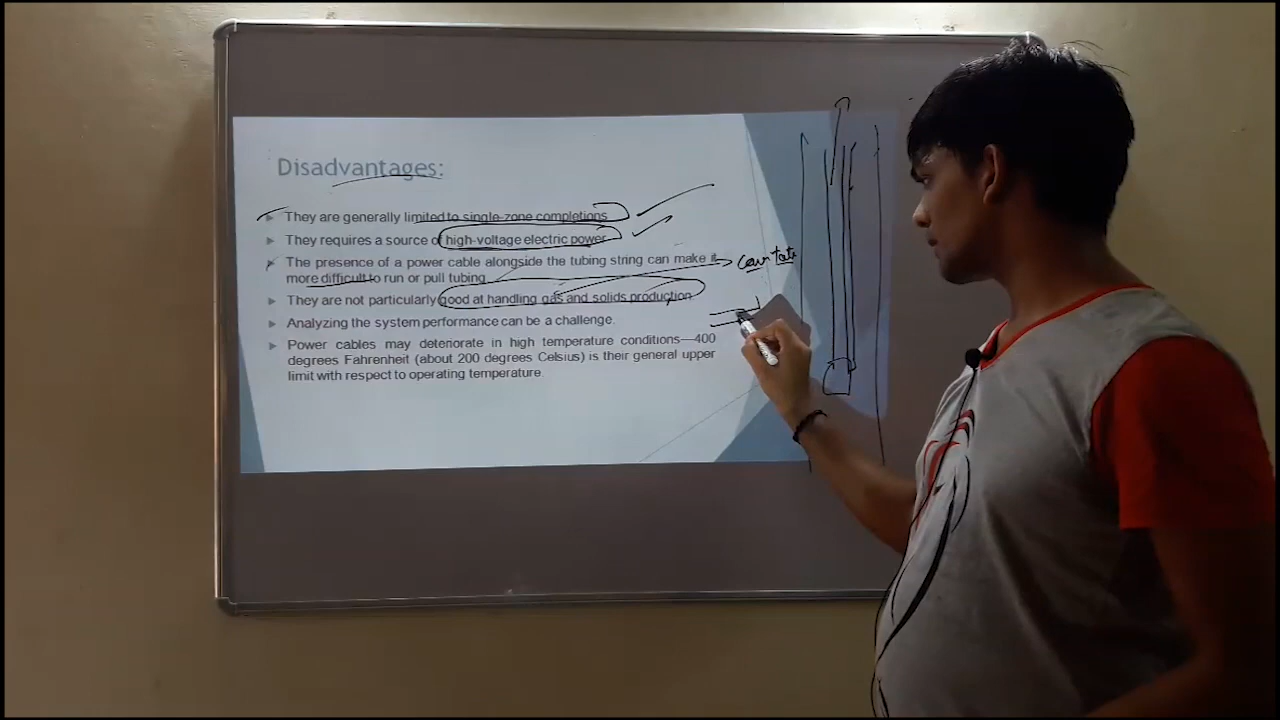 Disadvantages:
They are generally limited to single-zone completions
They requires a source of high-voltage electric power
The presence of a power cable alongside the tubing string can make it
more difficult to run or pull tubing
They are not particularly good at handling gas and solids production
Analyzing the system performance can be a challenge.
Power cables may deteriorate in high temperature conditions—400
degrees Fahrenheit (about 200 degrees Celsius) is their general upper
limit with respect to operating temperature.